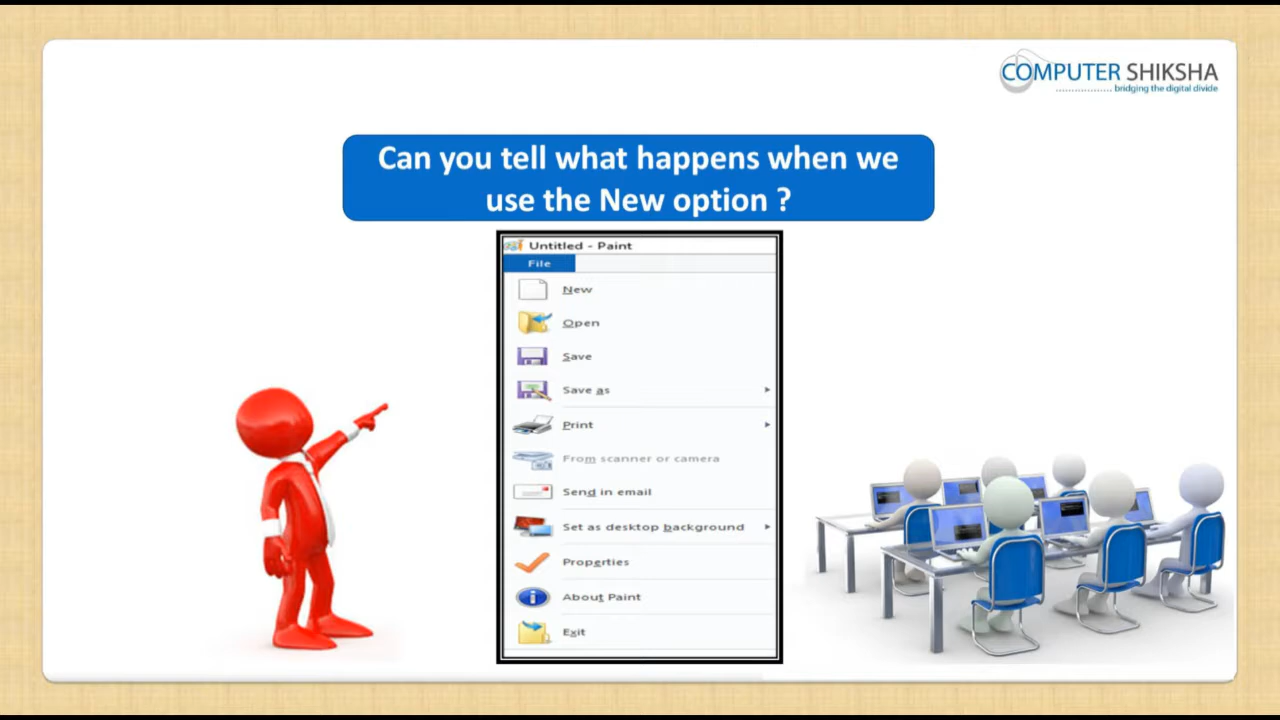 COMPUTER SHIKSHA
bridging the digital divide
Can you tell what happens when we
use the New option ?
Untitled - Paint
File
New
Open
Save
Save as
Print
From scanner or camera
Send in email
Set as desktop background
Properties
About Paint
Exit